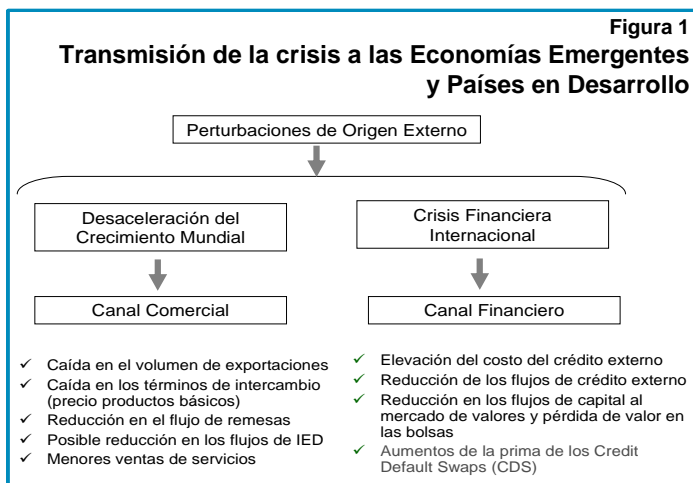 Figura 1
Transmisión de la crisis a las Economías Emergentes
y Países en Desarrollo
Perturbaciones de Origen Externo
Desaceleración del
Crecimiento Mundial
Canal Comercial
✓ Caída en el volumen de exportaciones
✓ Caída en los términos de intercambio
(precio productos básicos)
✓ Reducción en el flujo de remesas
✓ Posible reducción en los flujos de IED
✓ Menores ventas de servicios
Crisis Financiera
Internacional
Canal Financiero
✓ Elevación del costo del crédito externo
✓ Reducción de los flujos de crédito externo
✓ Reducción en los flujos de capital al
mercado de valores y pérdida de valor en
las bolsas
✓ Aumentos de la prima de los Credit
Default Swaps (CDS)